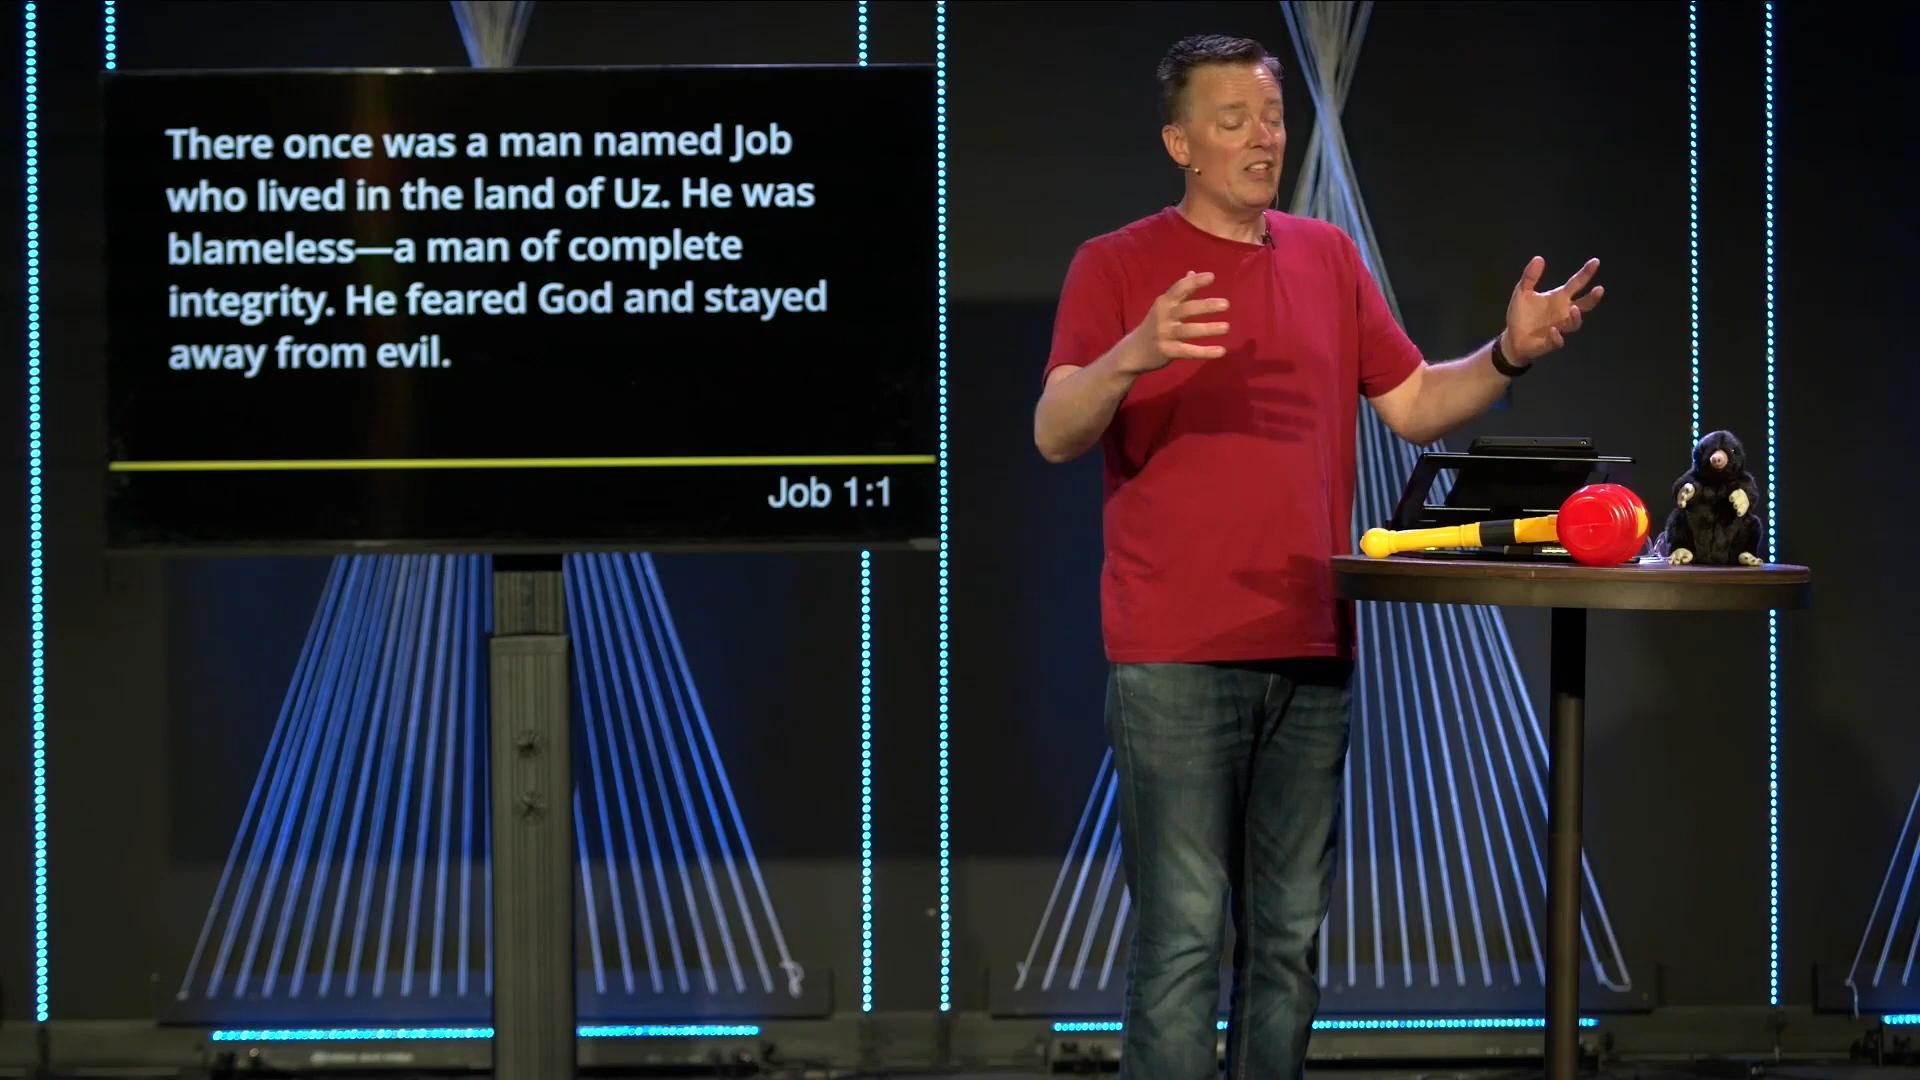 There once was a man named Job
who lived in the land of Uz. He was
blameless—a man of complete
integrity. He feared God and stayed
away from evil.
Job 1:1